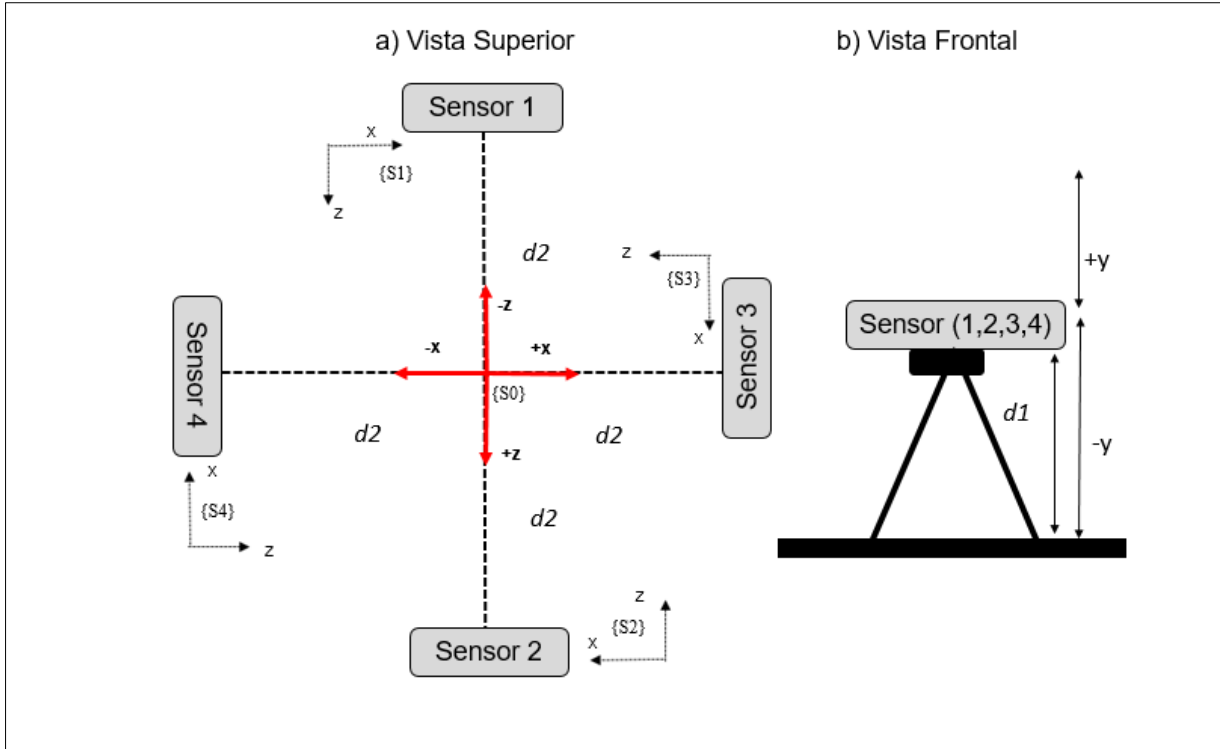 a) Vista Superior
b) Vista Frontal
Sensor 1
x
{S1}
z
d2
z
{S3}
x
Sensor 3
-z
-x
+x
{S0}
+z
d2
d2
d2
Sensor 4
x
{S4}
z
z
{S2}
x
Sensor 2
+y
Sensor (1,2,3,4)
d1
-y